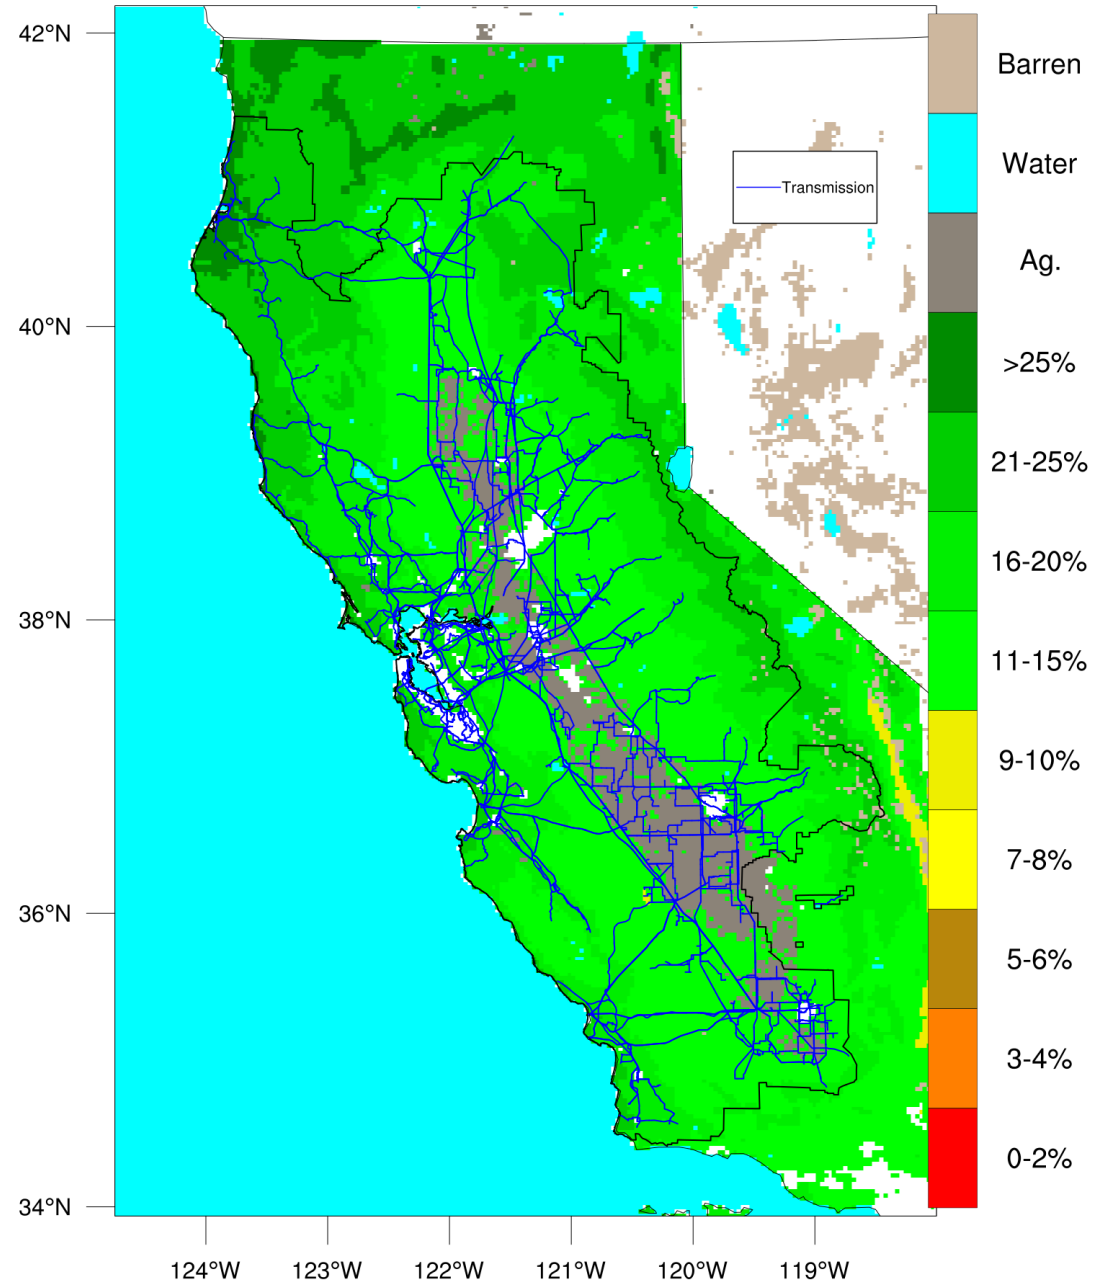 42°N
40°N
38°N
36°N
34°N
124°W
123°W
122°W
121°W
120°W
119°W
Transmission
Barren
Water
Ag.
>25%
21-25%
16-20%
11-15%
9-10%
7-8%
5-6%
3-4%
0-2%